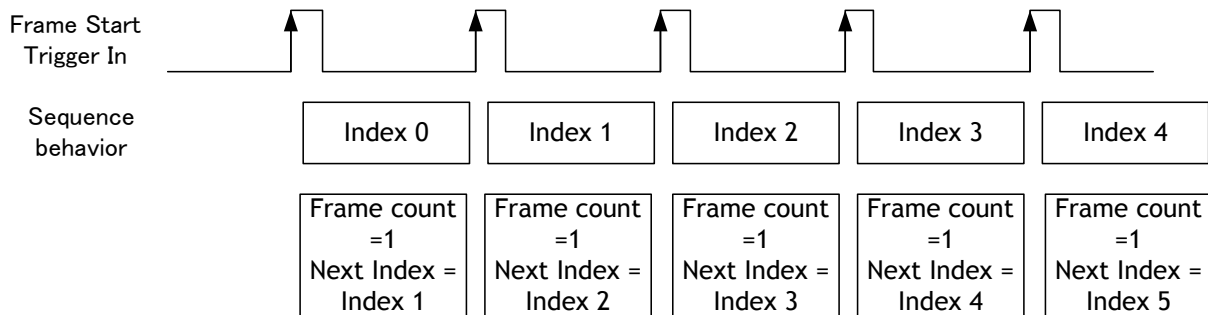 Frame Start
Trigger In
Sequence
behavior
Index 0
Index 1
Index 2
Index 3
Index 4
Frame count
=1
Next Index =
Index 1
Frame count
=1
Next Index =
Index 2
Frame count
=1
Next Index =
Index 3
Frame count
=1
Next Index =
Index 4
Frame count
=1
Next Index =
Index 5